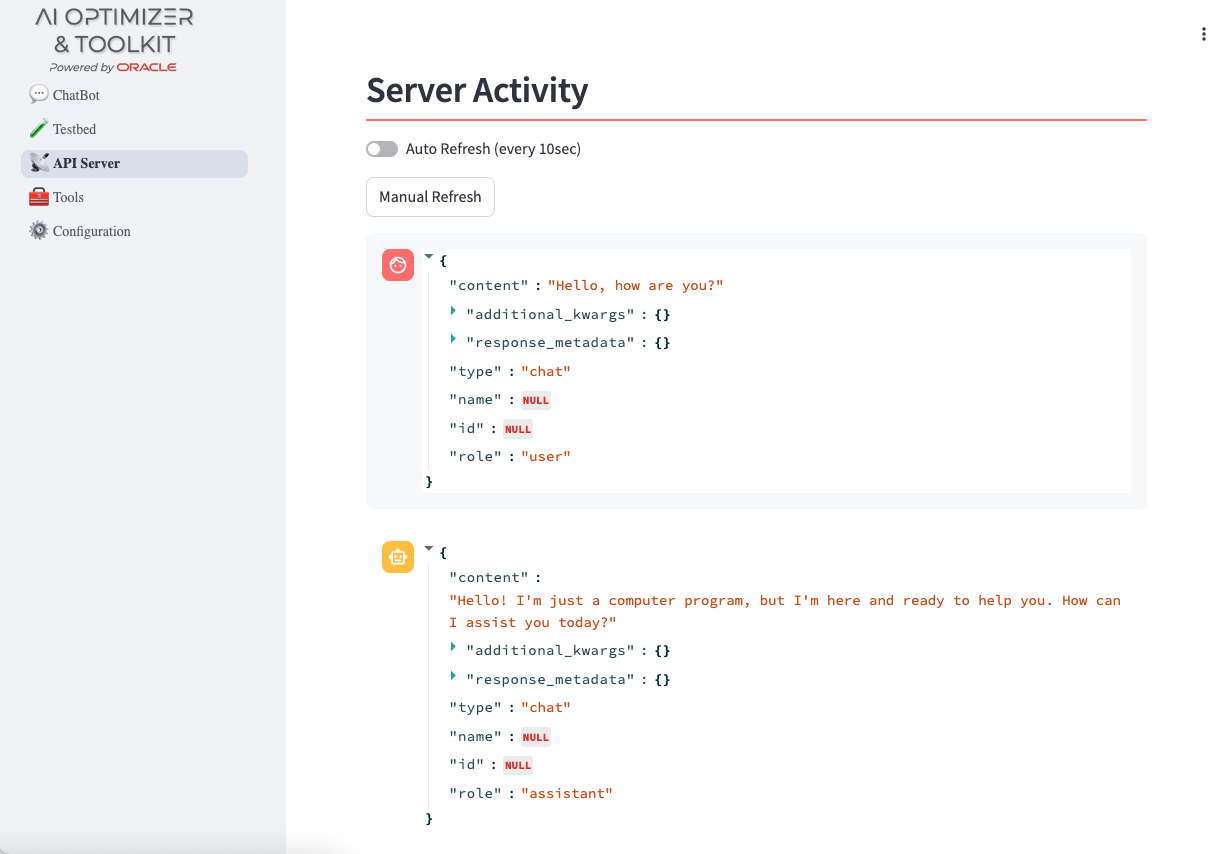 AI OPTIMIZER
& TOOLKIT
Powered by ORACLE
ChatBot
Testbed
API Server
Tools
Configuration
Server Activity
Auto Refresh (every 10sec)
Manual Refresh
{
"content" : "Hello, how are you?"
"additional_kwargs" : {}
"response_metadata" : {}
"type" : "chat"
"name" : NULL
"id" : NULL
"role" : "user"
}
{
"content" :
"Hello! I'm just a computer program, but I'm here and ready to help you. How can
I assist you today?"
"additional_kwargs" : {}
"response_metadata" : {}
"type" : "chat"
"name" : NULL
"id" : NULL
"role" : "assistant"
}